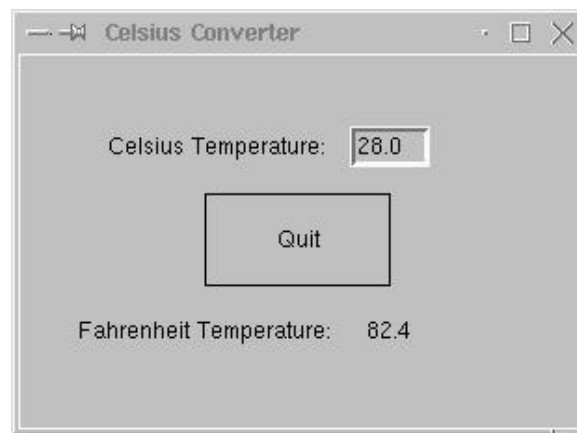 Celsius Converter
Celsius Temperature: 28.0
Quit
Fahrenheit Temperature: 82.4